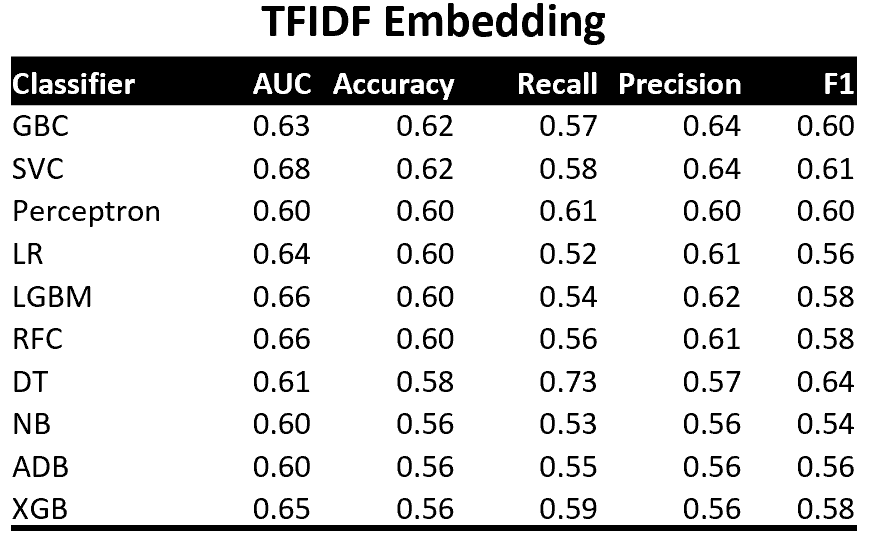 TFIDF Embedding
Classifier AUC Accuracy Recall Precision F1
GBC 0.63 0.62 0.57 0.64 0.60
SVC 0.68 0.62 0.58 0.64 0.61
Perceptron 0.60 0.60 0.61 0.60 0.60
LR 0.64 0.60 0.52 0.61 0.56
LGBM 0.66 0.60 0.54 0.62 0.58
RFC 0.66 0.60 0.56 0.61 0.58
DT 0.61 0.58 0.73 0.57 0.64
NB 0.60 0.56 0.53 0.56 0.54
ADB 0.60 0.56 0.55 0.56 0.56
XGB 0.65 0.56 0.59 0.56 0.58